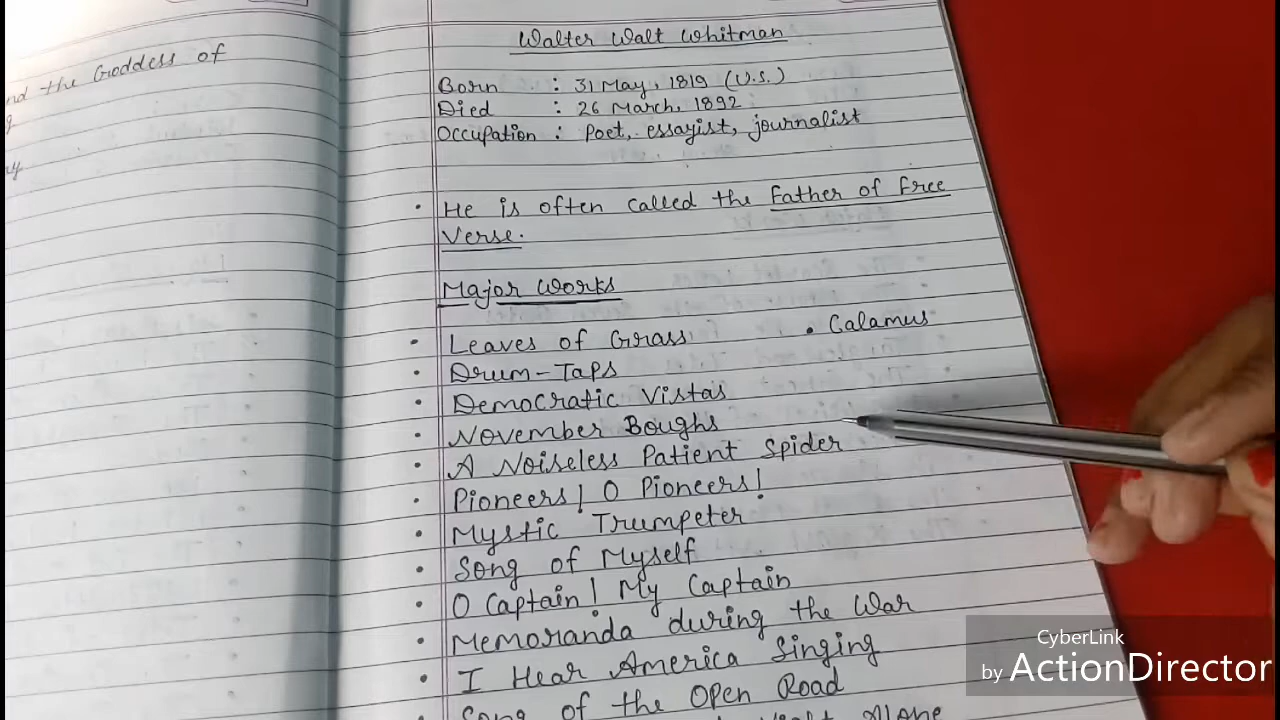 and the Goddess of
Walter Walt Whitman
Born : 31 May, 1819 (U.S.)
Died : 26 March, 1892
Occupation : Poet, essayist, journalist
• He is often called the Father of Free
Verse.
Major Works
• Leaves of Grass • Calamus
• Drum-Taps
• Democratic Vistas
• November Boughs
• A Noiseless Patient Spider
• Pioneers! O Pioneers!
• Mystic Trumpeter
• Song of Myself
• O Captain! My Captain
• Memoranda during the War
• I Hear America Singing
Song of the Open Road
Alone
CyberLink
by ActionDirector